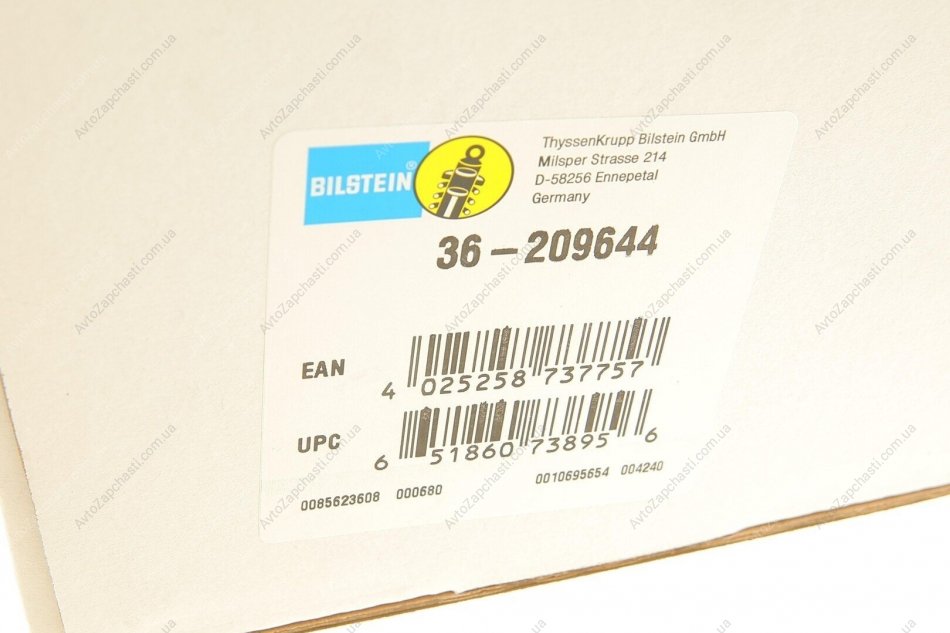 BILSTEIN®
ThyssenKrupp Bilstein GmbH
Milsper Strasse 214
D-58256 Ennepetal
Germany
36-209644
EAN
4 025258 737757
UPC
6 51860 73895 6
0085623608 000680
0010695654 004240
AvtoZapchasti.com.ua